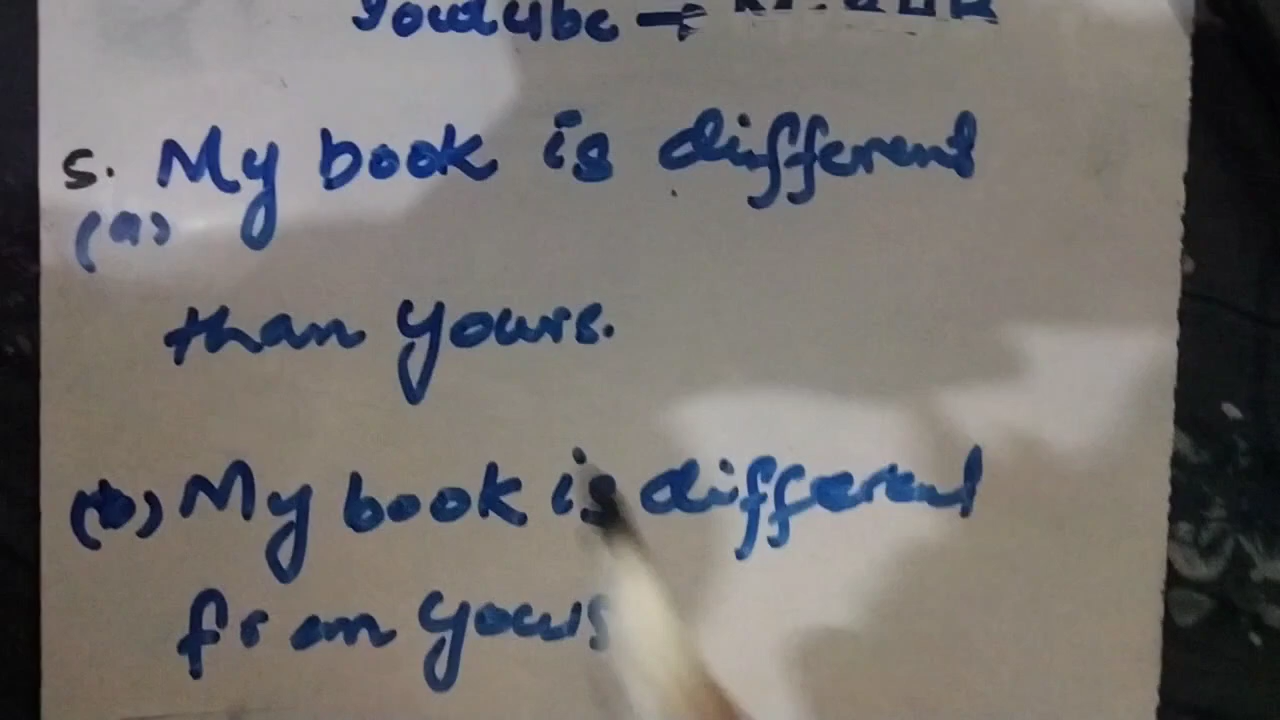 Youtube →
5. My book is different
(a)
than yours.
(b) My book is different
from yours